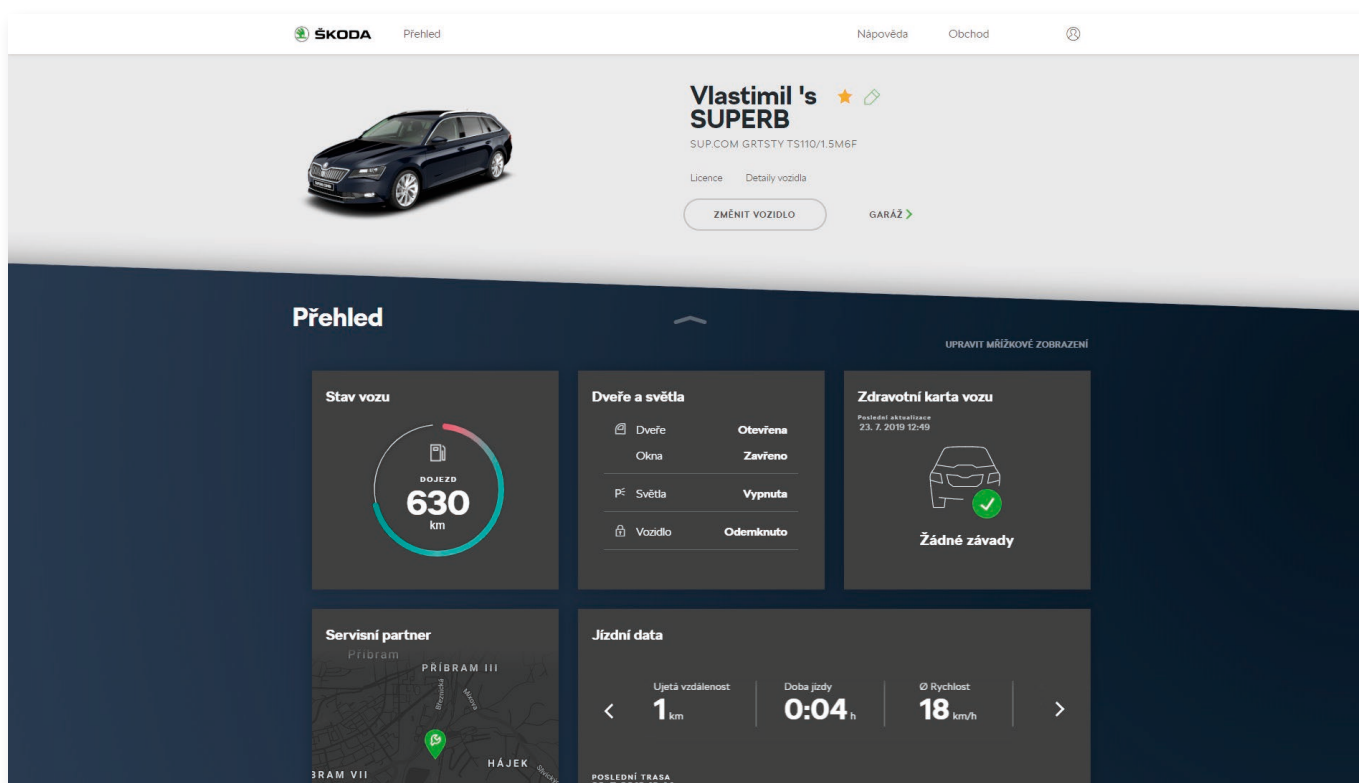 ŠKODA Přehled Nápověda Obchod
Vlastimil 's
SUPERB
SUP.COM GRTSTY TS110/1.5M6F
Licence Detaily vozidla
ZMĚNIT VOZIDLO GARÁŽ
Přehled
UPRAVIT MŘÍŽKOVÉ ZOBRAZENÍ
Stav vozu
DOJEZD
630
km
Dveře a světla
Dveře Otevřena
Okna Zavřeno
Světla Vypnuta
Vozidlo Odemknuto
Zdravotní karta vozu
Poslední aktualizace
23. 7. 2019 12:49
Žádné závady
Servisní partner
Příbram
PŘÍBRAM III
Březnická
HÁJEK
BRAM VII
Jízdní data
Ujetá vzdálenost Doba jízdy Ø Rychlost
1 km 0:04 h 18 km/h
POSLEDNÍ TRASA